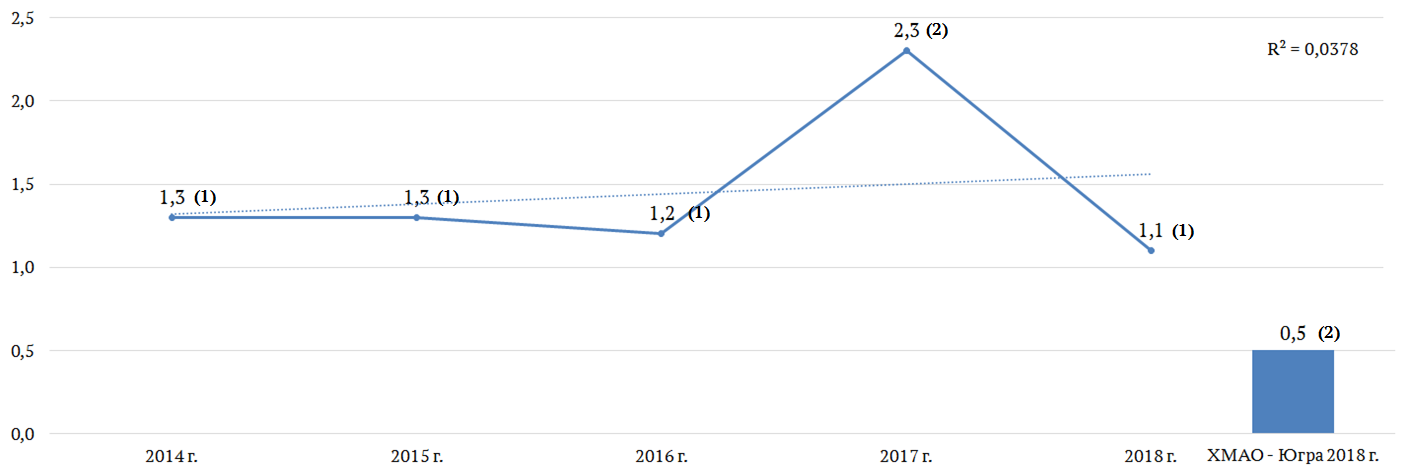 2,5
2,3 (2)
R² = 0,0378
2,0
1,5
1,3 (1)
1,3 (1)
1,2 (1)
1,1 (1)
1,0
0,5
0,5 (2)
0,0
2014 г.
2015 г.
2016 г.
2017 г.
2018 г.
ХМАО - Югра 2018 г.